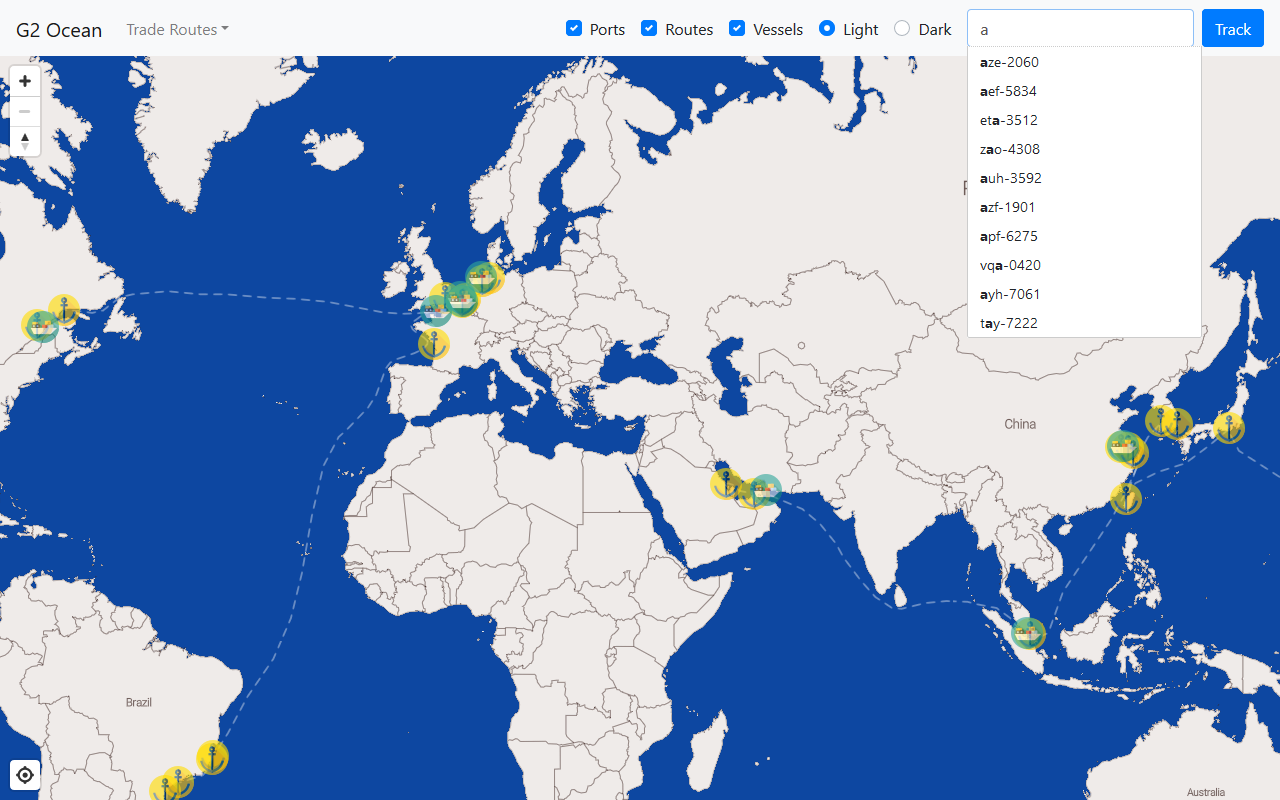 G2 Ocean Trade Routes Ports Routes Vessels Light Dark a Track
aze-2060
aef-5834
eta-3512
zao-4308
auh-3592
azf-1901
apf-6275
vqa-0420
ayh-7061
tay-7222
China
Brazil
Australia